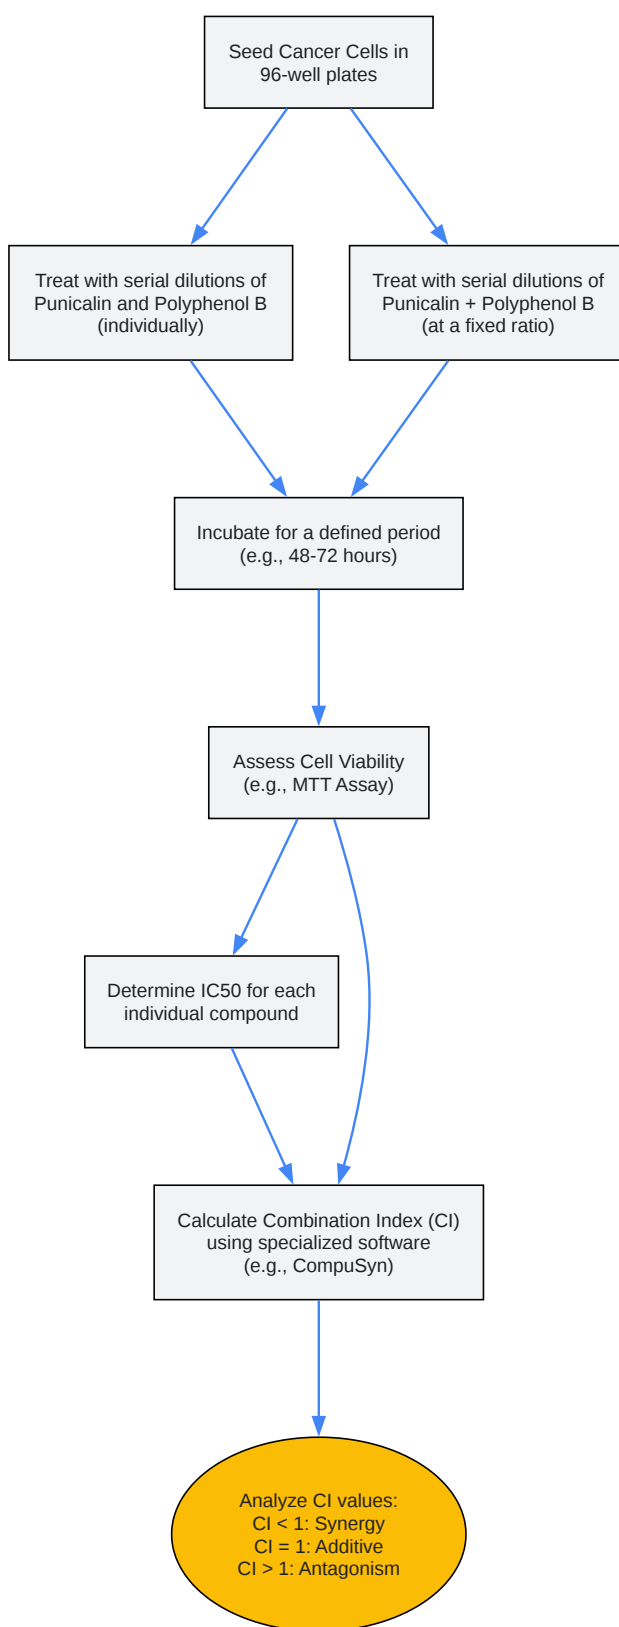 Seed Cancer Cells in
96-well plates
Treat with serial dilutions of
Punicalin and Polyphenol B
(individually)
Treat with serial dilutions of
Punicalin + Polyphenol B
(at a fixed ratio)
Incubate for a defined period
(e.g., 48-72 hours)
Assess Cell Viability
(e.g., MTT Assay)
Determine IC50 for each
individual compound
Calculate Combination Index (CI)
using specialized software
(e.g., CompuSyn)
Analyze CI values:
CI < 1: Synergy
CI = 1: Additive
CI > 1: Antagonism